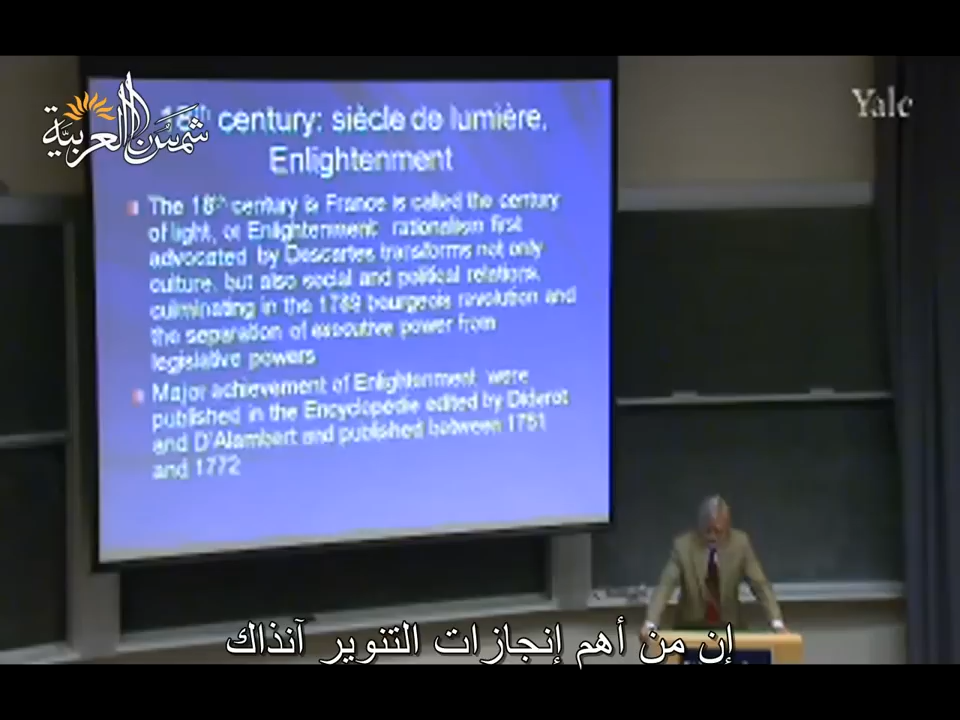 شمس العربية
Yale
18th century: siècle de lumière,
Enlightenment
The 18th century is France is called the century
of light, or Enlightenment: rationalism first
advocated by Descartes transforms not only
culture, but also social and political relations,
culminating in the 1789 bourgeois revolution and
the separation of executive power from
legislative powers
Major achievement of Enlightenment were
published in the Encyclopédie edited by Diderot
and D'Alambert and published between 1751
and 1772
إن من أهم إنجازات التنوير آنذاك